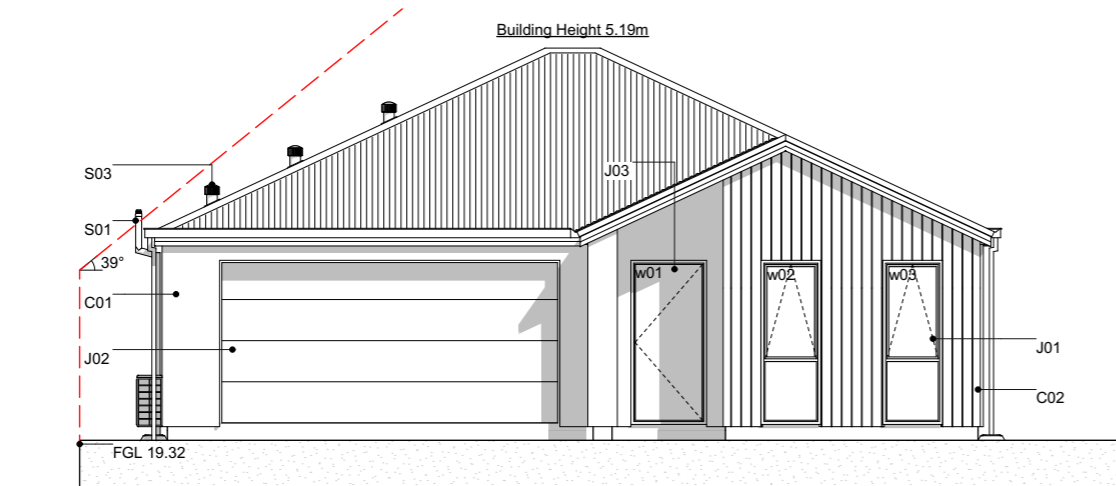 Building Height 5.19m
S03
J03
S01
39°
w01
w02
w03
C01
J02
J01
C02
FGL 19.32